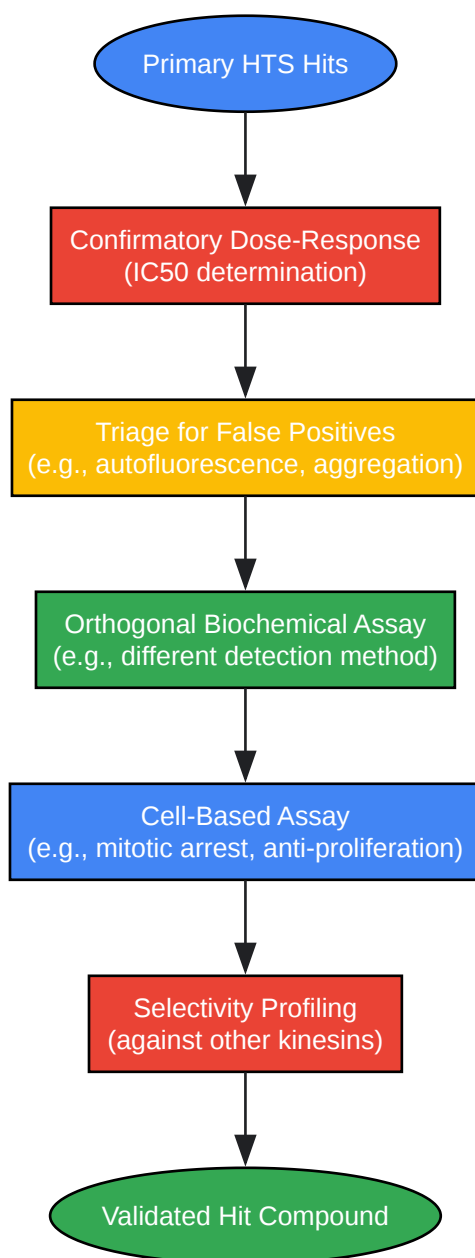 Primary HTS Hits
Confirmatory Dose-Response
(IC50 determination)
Triage for False Positives
(e.g., autofluorescence, aggregation)
Orthogonal Biochemical Assay
(e.g., different detection method)
Cell-Based Assay
(e.g., mitotic arrest, anti-proliferation)
Selectivity Profiling
(against other kinesins)
Validated Hit Compound